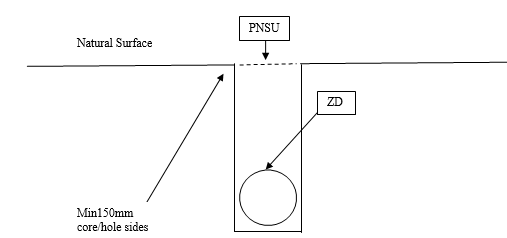 PNSU
Natural Surface
ZD
Min150mm
core/hole sides